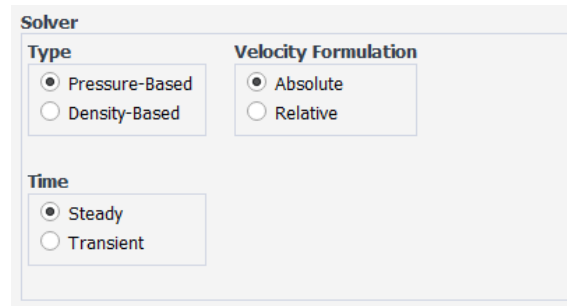 Solver
Type
Pressure-Based
Density-Based
Velocity Formulation
Absolute
Relative
Time
Steady
Transient